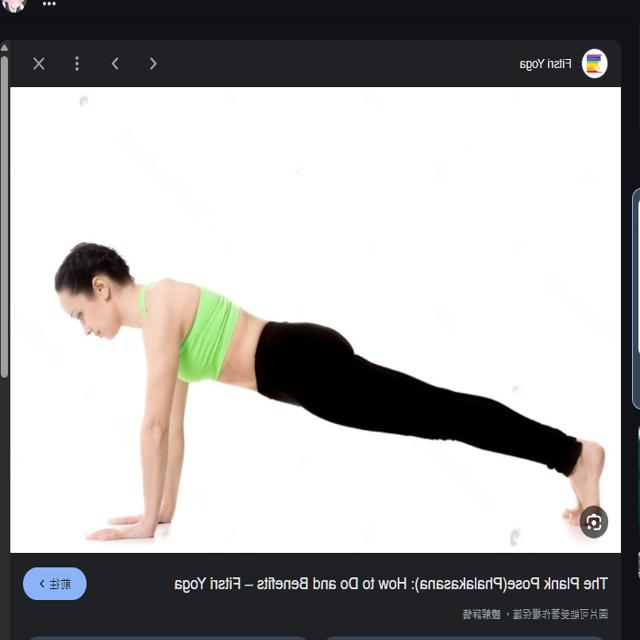 Fitsri Yoga
The Plank Pose(Phalakasana): How to Do and Benefits – Fitsri Yoga
前往
圖片可能受著作權保護。瞭解詳情